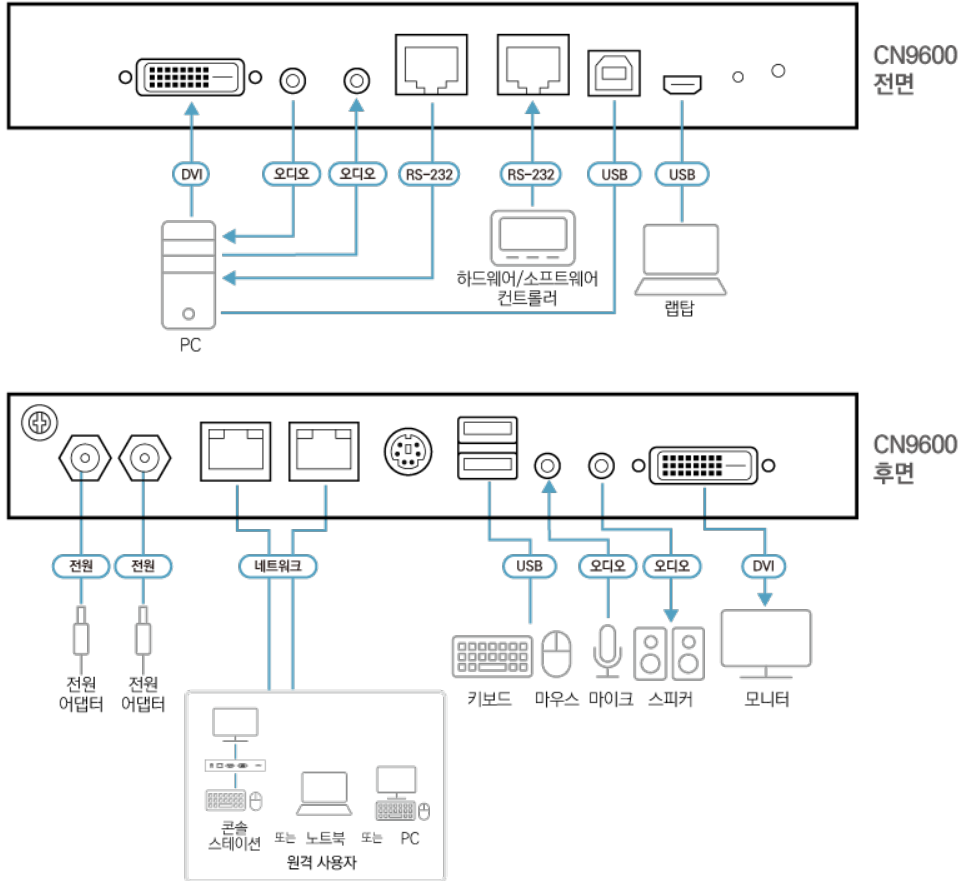 CN9600
전면
DVI
오디오
오디오
RS-232
RS-232
USB
USB
하드웨어/소프트웨어
컨트롤러
랩탑
PC
CN9600
후면
전원
전원
네트워크
USB
오디오
오디오
DVI
전원
어댑터
전원
어댑터
키보드
마우스
마이크
스피커
모니터
콘솔
스테이션
또는
노트북
또는
PC
원격 사용자